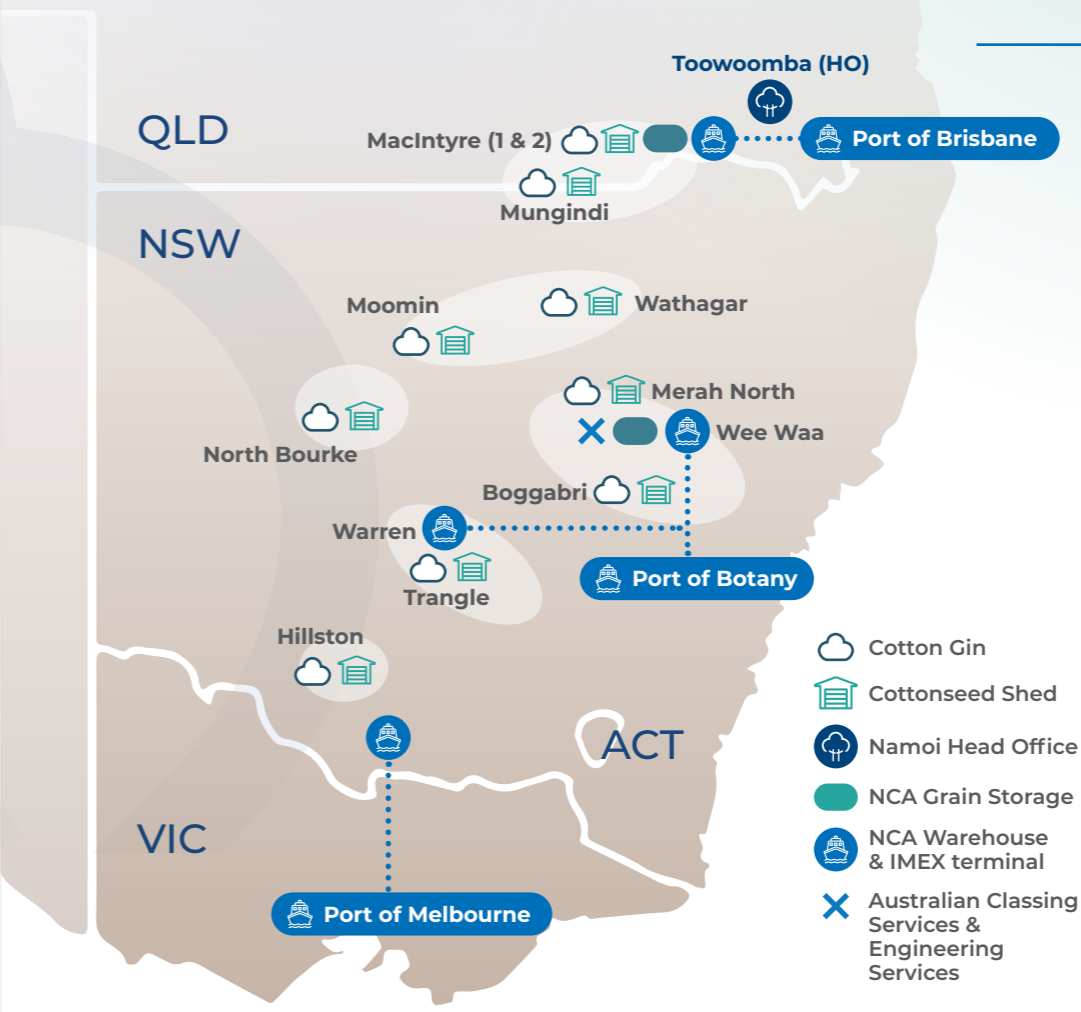 Toowoomba (HO)
QLD
MacIntyre (1 & 2)
Port of Brisbane
Mungindi
NSW
Moomin
Wathagar
Merah North
Wee Waa
North Bourke
Boggabri
Warren
Port of Botany
Trangle
Hillston
Cotton Gin
Cottonseed Shed
ACT
Namoi Head Office
NCA Grain Storage
VIC
NCA Warehouse
& IMEX terminal
Port of Melbourne
Australian Classing
Services &
Engineering
Services